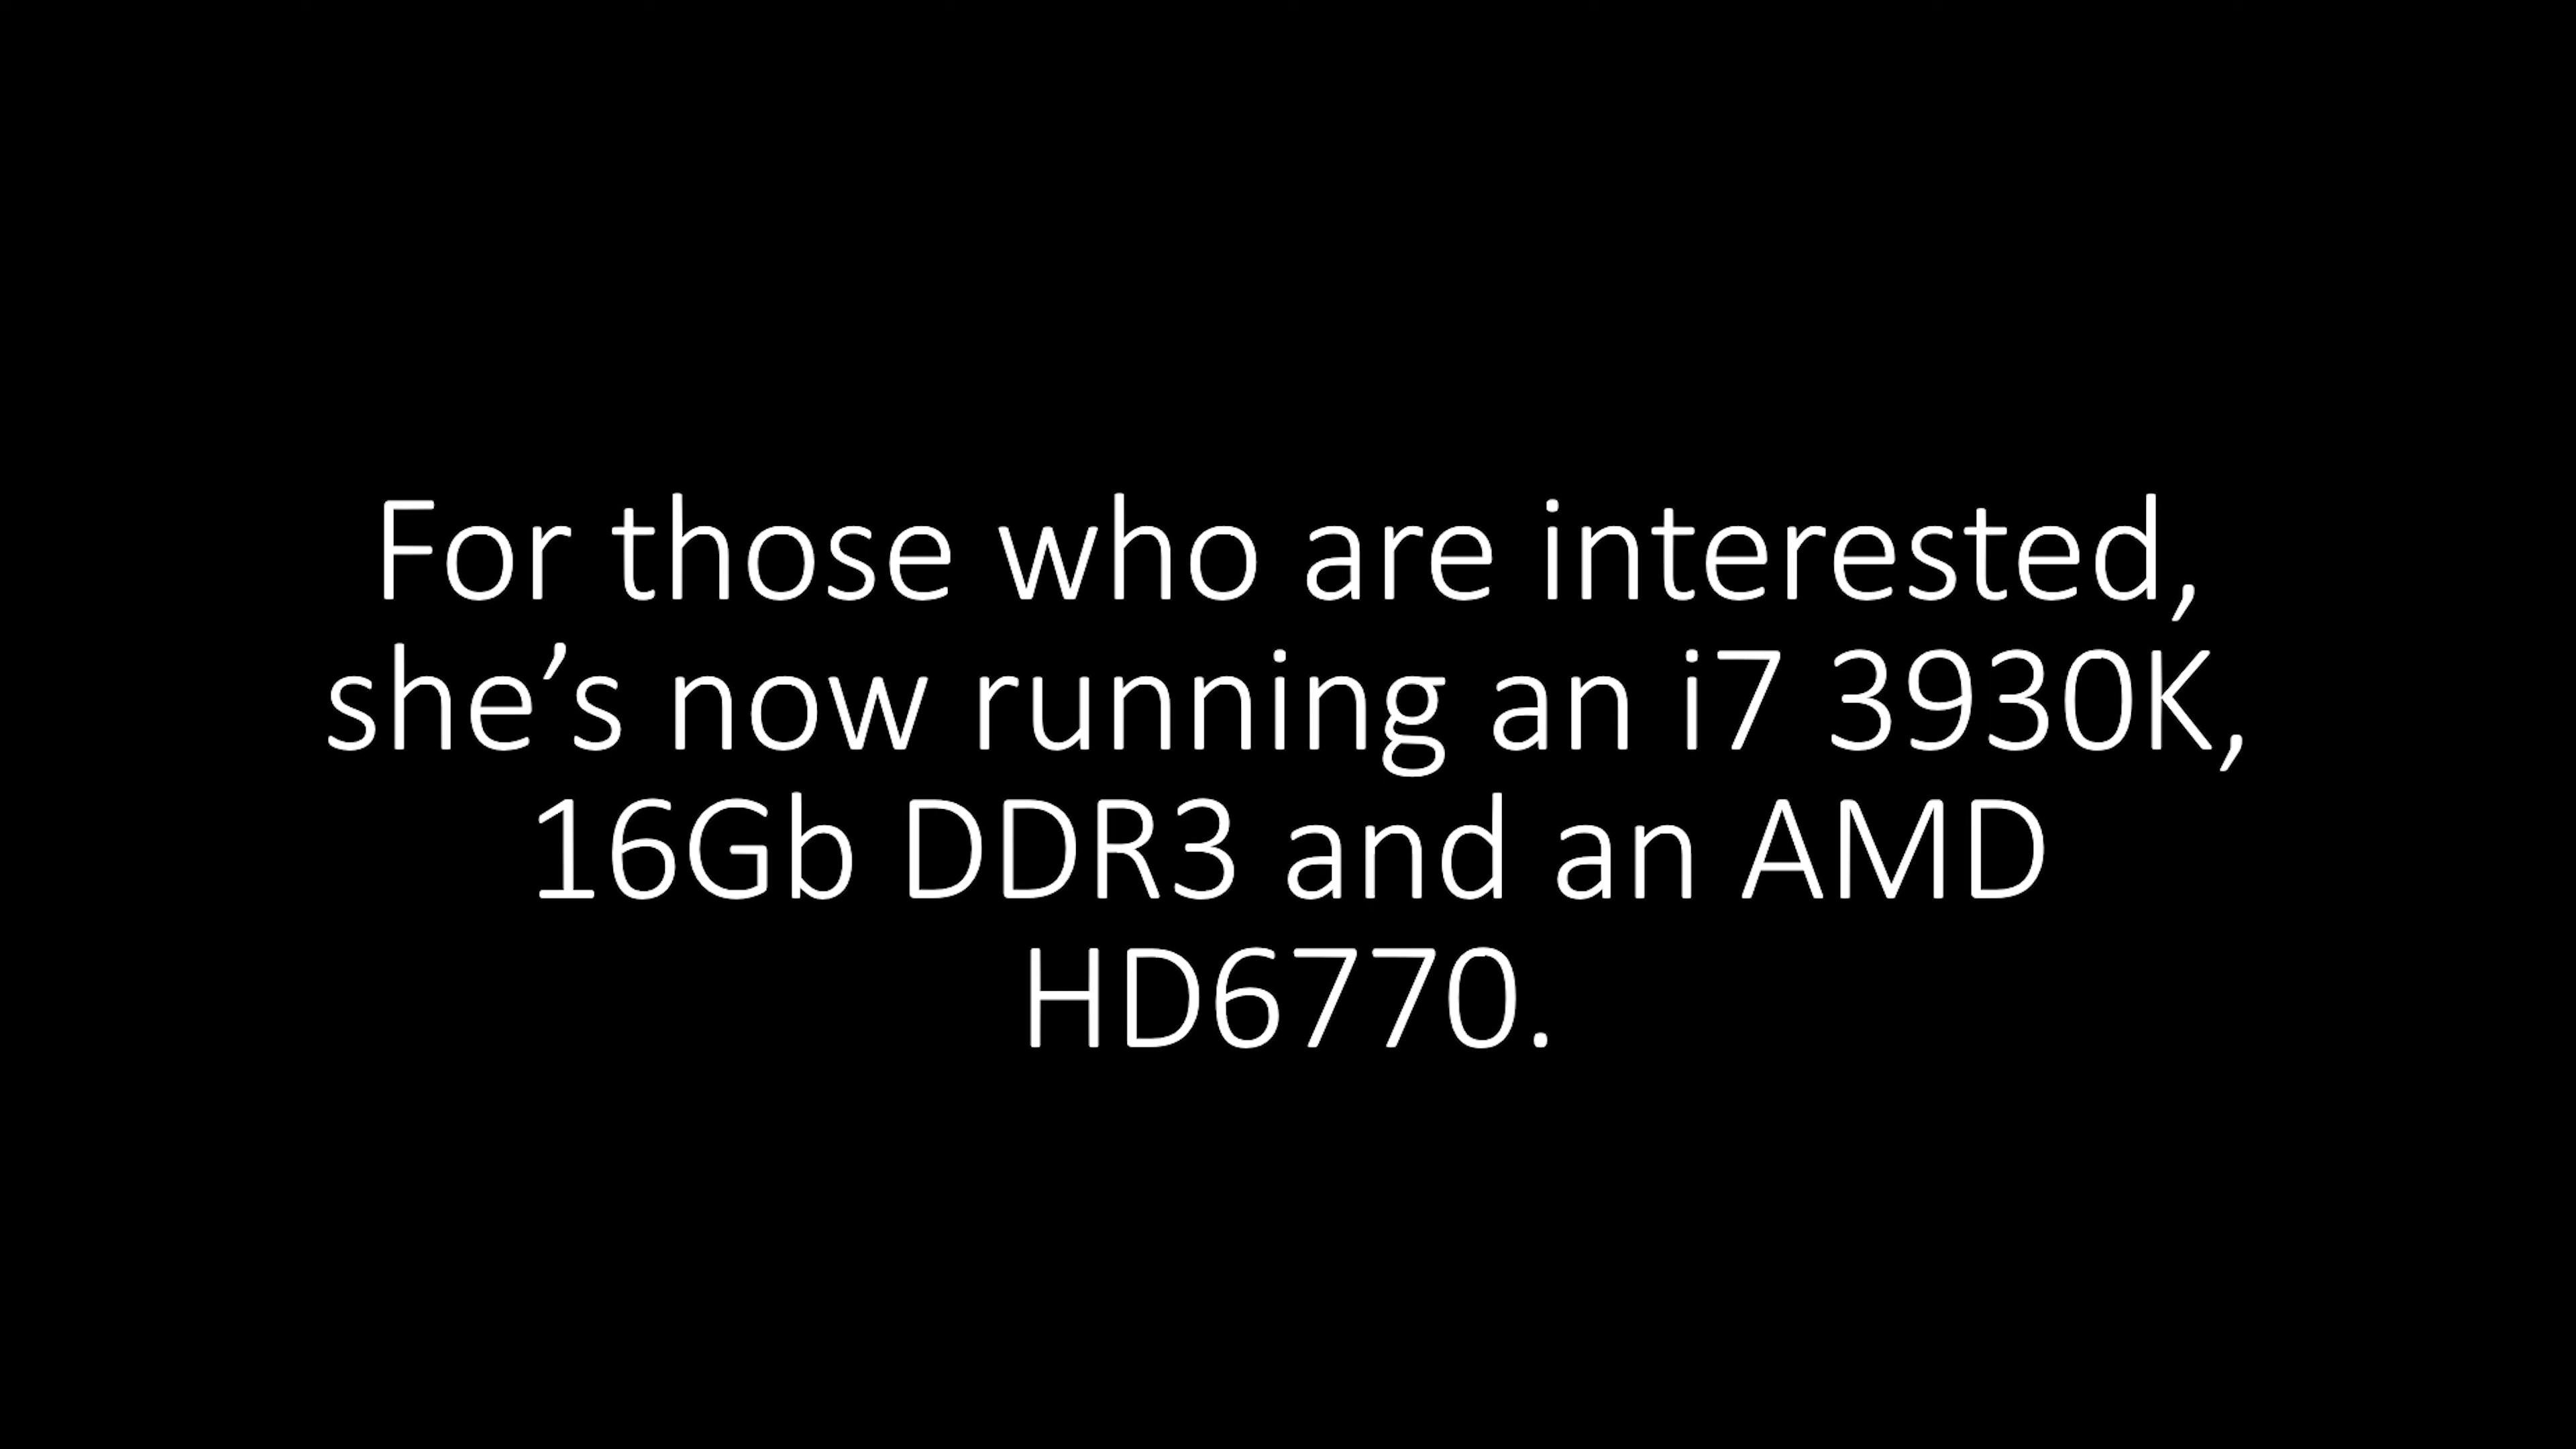 For those who are interested,
she’s now running an i7 3930K,
16Gb DDR3 and an AMD
HD6770.